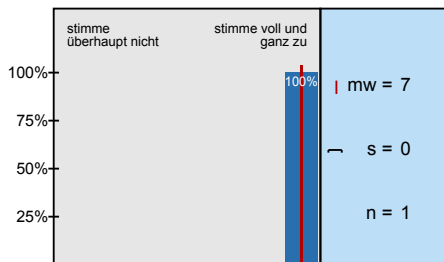 stimme
überhaupt nicht
stimme voll und
ganz zu
100%
75%
50%
25%
100%
mw = 7
s = 0
n = 1